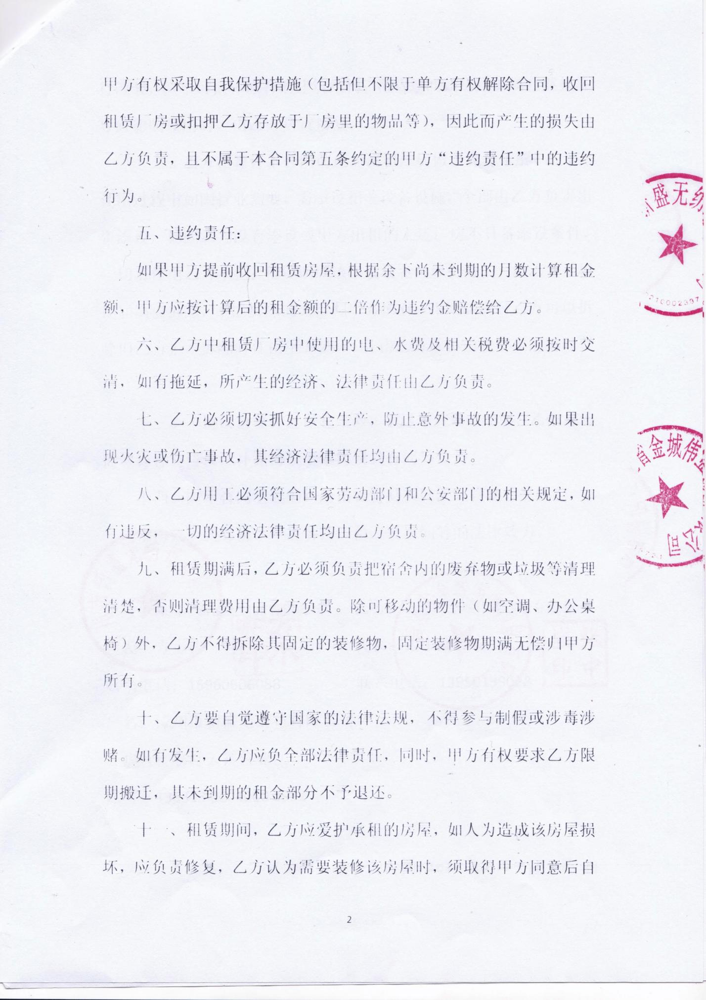 甲方有权采取自我保护措施（包括但不限于单方有权解除合同，收回
租赁厂房或扣押乙方存放于厂房里的物品等），因此而产生的损失由
乙方负责，且不属于本合同第五条约定的甲方“违约责任”中的违约
行为。
五、违约责任：
如果甲方提前收回租赁房屋，根据余下尚未到期的月数计算租金
额，甲方应按计算后的租金额的二倍作为违约金赔偿给乙方。
六、乙方中租赁厂房中使用的电、水费及相关税费必须按时交
清，如有拖延，所产生的经济、法律责任由乙方负责。
七、乙方必须切实抓好安全生产，防止意外事故的发生。如果出
现火灾或伤亡事故，其经济法律责任均由乙方负责。
八、乙方用工必须符合国家劳动部门和公安部门的相关规定，如
有违反，一切的经济法律责任均由乙方负责。
九、租赁期满后，乙方必须负责把宿舍内的废弃物或垃圾等清理
清楚，否则清理费用由乙方负责。除可移动的物件（如空调、办公桌
椅）外，乙方不得拆除其固定的装修物，固定装修物期满无偿归甲方
所有。
十、乙方要自觉遵守国家的法律法规，不得参与制假或涉毒涉
赌。如有发生，乙方应负全部法律责任，同时，甲方有权要求乙方限
期搬迁，其未到期的租金部分不予退还。
十一、租赁期间，乙方应爱护承租的房屋，如人为造成该房屋损
坏，应负责修复，乙方认为需要装修该房屋时，须取得甲方同意后自
2
盛无纺
210002387
省金城伟
公司